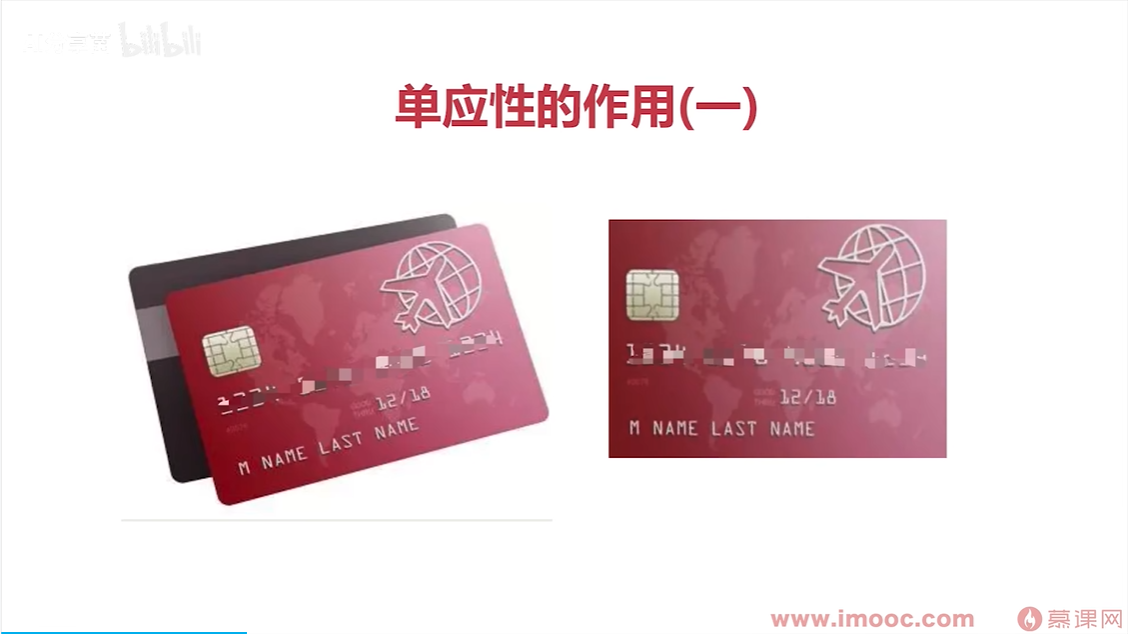 bilibili
单应性的作用(一)
12/18
M NAME LAST NAME
12/18
M NAME LAST NAME
www.imooc.com
慕课网